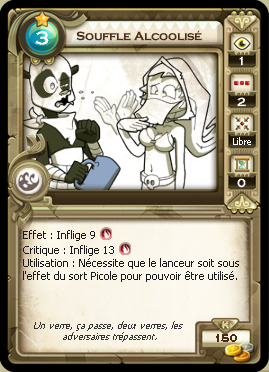 3
SOUFFLE ALCOOLISÉ
1
2
Libre
0
Effet : Inflige 9
Critique : Inflige 13
Utilisation : Nécessite que le lanceur soit sous
l'effet du sort Picole pour pouvoir être utilisé.
Un verre, ça passe, deux verres, les
adversaires trépassent.
K
150